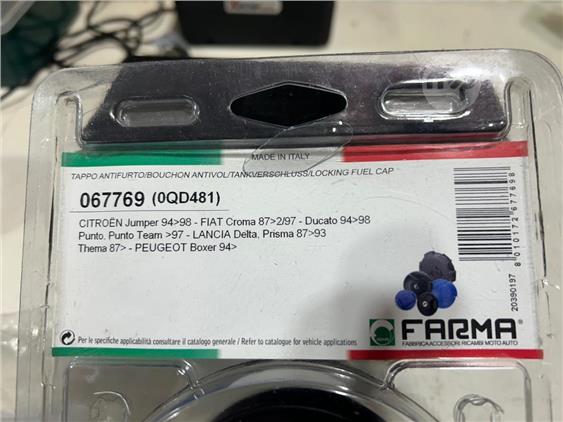 MADE IN ITALY
TAPPO ANTIFURTO/BOUCHON ANTIVOL/TANKVERSCHLUSS/LOCKING FUEL CAP
067769 (0QD481)
CITROËN Jumper 94>98 - FIAT Croma 87>2/97 - Ducato 94>98
Punto, Punto Team >97 - LANCIA Delta, Prisma 87>93
Thema 87> - PEUGEOT Boxer 94>
8 010172 677698
20390197
FARMA®
FABBRICA ACCESSORI RICAMBI MOTO AUTO
Per le specifiche applicabilità consultare il catalogo generale / Refer to catalogue for vehicle applications